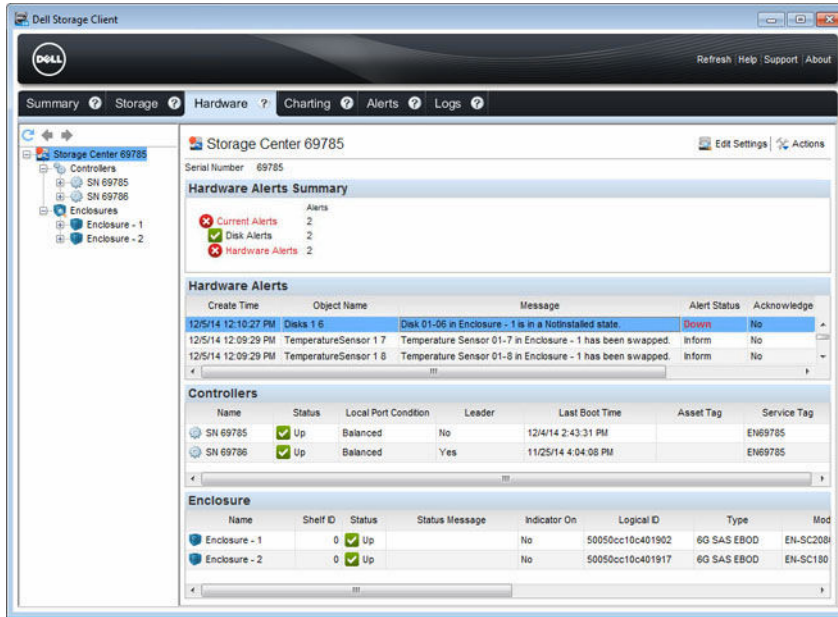 Dell Storage Client
DELL
Refresh | Help | Support | About
Summary ? Storage ? Hardware ? Charting ? Alerts ? Logs ?
Storage Center 69785
Controllers
SN 69785
SN 69786
Enclosures
Enclosure - 1
Enclosure - 2
Storage Center 69785
Edit Settings | Actions
Serial Number 69785
Hardware Alerts Summary
Alerts
Current Alerts 2
Disk Alerts 2
Hardware Alerts 2
Hardware Alerts
Create Time Object Name Message Alert Status Acknowledge
12/5/14 12:10:27 PM Disks 1 6 Disk 01-06 in Enclosure - 1 is in a NotInstalled state. Down No
12/5/14 12:09:29 PM TemperatureSensor 1 7 Temperature Sensor 01-7 in Enclosure - 1 has been swapped. Inform No
12/5/14 12:09:29 PM TemperatureSensor 1 8 Temperature Sensor 01-8 in Enclosure - 1 has been swapped. Inform No
Controllers
Name Status Local Port Condition Leader Last Boot Time Asset Tag Service Tag
SN 69785 Up Balanced No 12/4/14 2:43:31 PM EN69785
SN 69786 Up Balanced Yes 11/25/14 4:04:08 PM EN69785
Enclosure
Name Shelf ID Status Status Message Indicator On Logical ID Type Mod
Enclosure - 1 0 Up No 50050cc10c401902 6G SAS EBOD EN-SC208
Enclosure - 2 0 Up No 50050cc10c401917 6G SAS EBOD EN-SC180